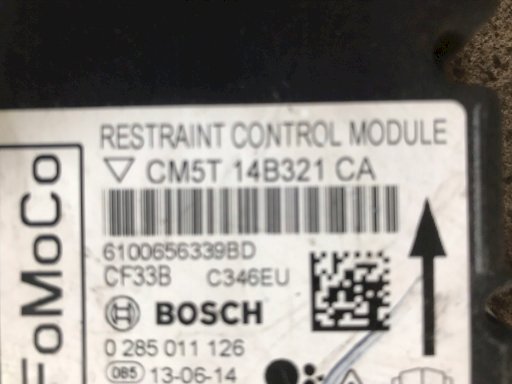 RESTRAINT CONTROL MODULE
CM5T 14B321 CA
6100656339BD
CF33B C346EU
BOSCH
0 285 011 126
085 13-06-14
FoMoCo